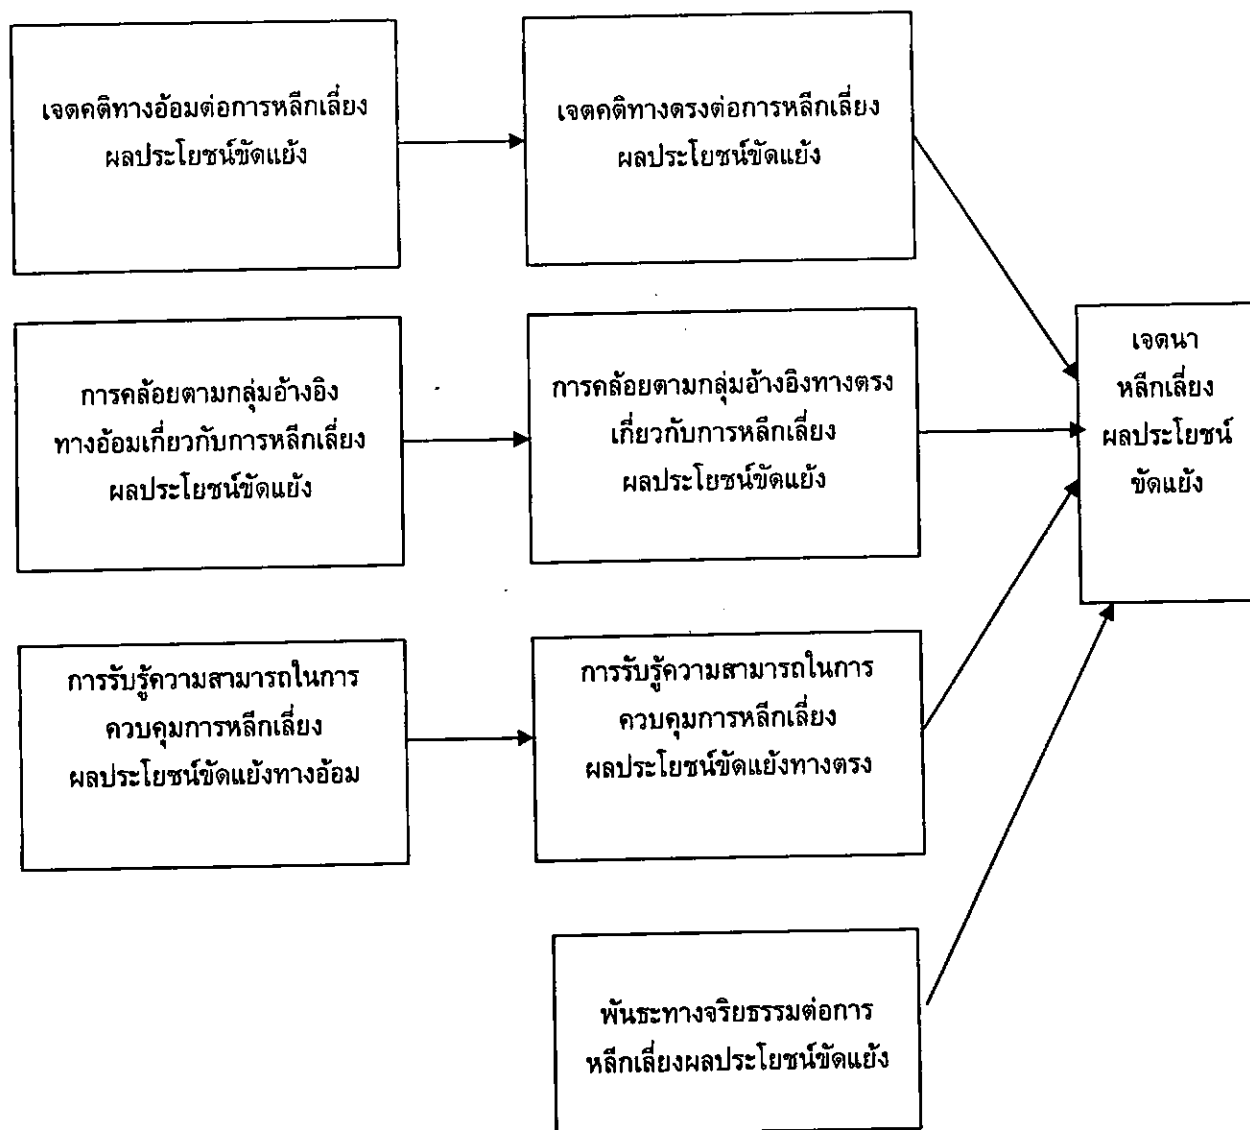 เจตคติทางอ้อมต่อการหลีกเลี่ยง
ผลประโยชน์ขัดแย้ง
เจตคติทางตรงต่อการหลีกเลี่ยง
ผลประโยชน์ขัดแย้ง
การคล้อยตามกลุ่มอ้างอิง
ทางอ้อมเกี่ยวกับการหลีกเลี่ยง
ผลประโยชน์ขัดแย้ง
การคล้อยตามกลุ่มอ้างอิงทางตรง
เกี่ยวกับการหลีกเลี่ยง
ผลประโยชน์ขัดแย้ง
เจตนา
หลีกเลี่ยง
ผลประโยชน์
ขัดแย้ง
การรับรู้ความสามารถในการ
ควบคุมการหลีกเลี่ยง
ผลประโยชน์ขัดแย้งทางอ้อม
การรับรู้ความสามารถในการ
ควบคุมการหลีกเลี่ยง
ผลประโยชน์ขัดแย้งทางตรง
พันธะทางจริยธรรมต่อการ
หลีกเลี่ยงผลประโยชน์ขัดแย้ง